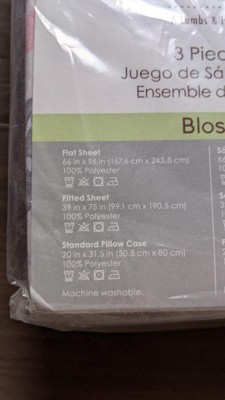 Lambs &
3 Piec
Juego de Sá
Ensemble d
Blos
Flat Sheet
66 in x 96 in (167.6 cm x 243.8 cm)
100% Polyester
Fitted Sheet
39 in x 75 in (99.1 cm x 190.5 cm)
100% Polyester
Standard Pillow Case
20 in x 31.5 in (50.8 cm x 80 cm)
100% Polyester
Machine washable.